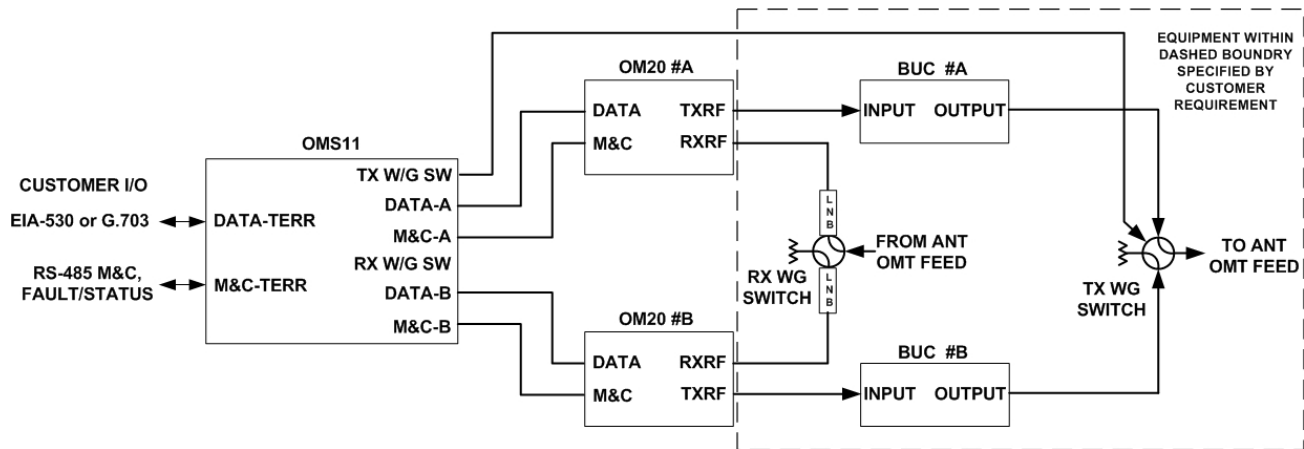 EQUIPMENT WITHIN
DASHED BOUNDRY
SPECIFIED BY
CUSTOMER
REQUIREMENT
OM20 #A
DATA
M&C
TXRF
RXRF
BUC #A
INPUT OUTPUT
OMS11
TX W/G SW
DATA-A
M&C-A
RX W/G SW
DATA-B
M&C-B
DATA-TERR
M&C-TERR
CUSTOMER I/O
EIA-530 or G.703
RS-485 M&C,
FAULT/STATUS
L
N
B
FROM ANT
OMT FEED
RX WG
SWITCH
L
N
B
TO ANT
OMT FEED
TX WG
SWITCH
OM20 #B
DATA
M&C
RXRF
TXRF
BUC #B
INPUT OUTPUT